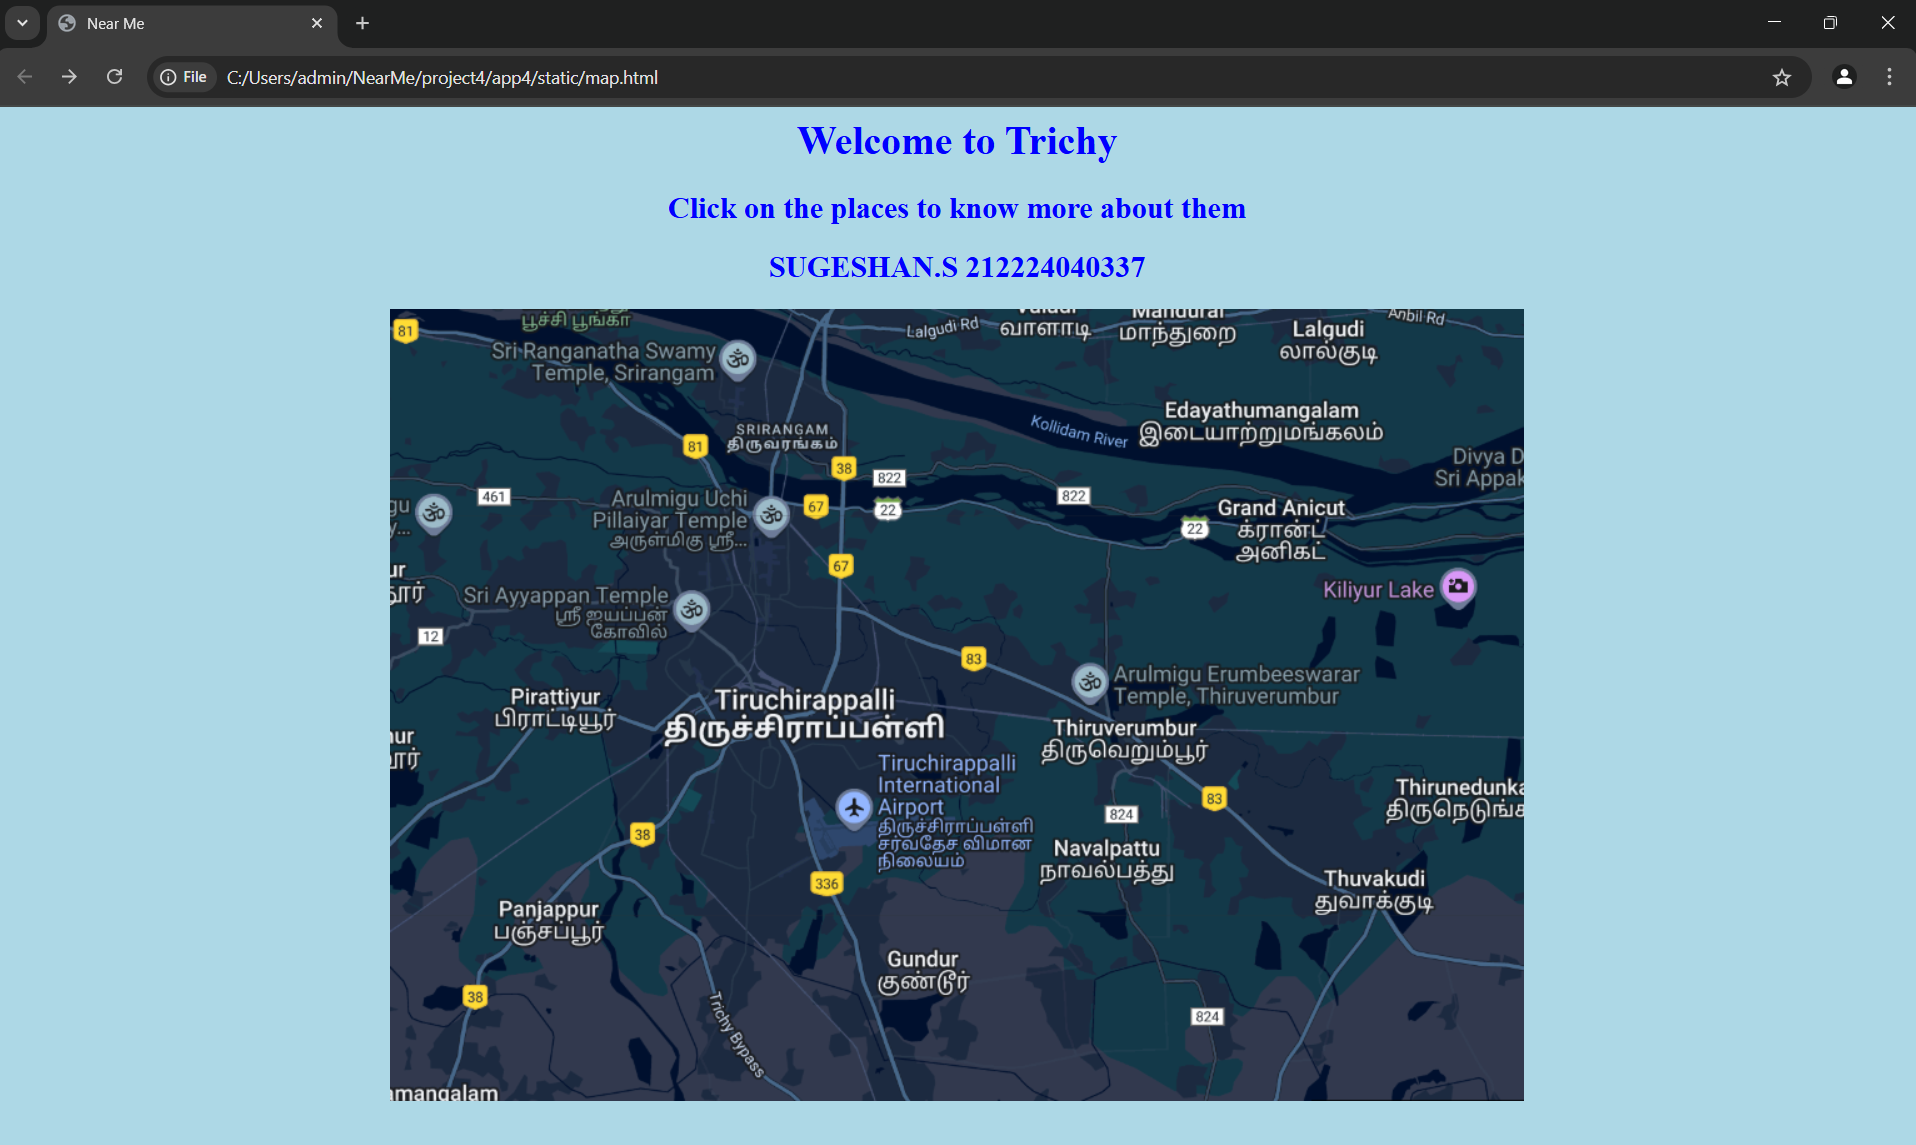 Near Me
File
C:/Users/admin/NearMe/project4/app4/static/map.html
Welcome to Trichy
Click on the places to know more about them
SUGESHAN.S 212224040337
81
பூச்சி பூங்கா
Lalgudi Rd
வாளாடி
Mandurai
மாந்துறை
Lalgudi
லால்குடி
Anbil Rd
Sri Ranganatha Swamy
Temple, Srirangam
SRIRANGAM
திருவரங்கம்
81
Kollidam River
Edayathumangalam
இடையாற்றுமங்கலம்
Divya D
Sri Appak
38
822
461
67
22
822
22
Arulmigu Uchi
Pillaiyar Temple
அருள்மிகு ஸ்ரீ...
Grand Anicut
க்ரான்ட்
அனிகட்
67
Kiliyur Lake
Sri Ayyappan Temple
ஸ்ரீ ஐயப்பன்
கோவில்
12
83
Arulmigu Erumbeeswarar
Temple, Thiruverumbur
Pirattiyur
பிராட்டியூர்
Tiruchirappalli
திருச்சிராப்பள்ளி
Thiruverumbur
திருவெறும்பூர்
Tiruchirappalli
International
Airport
திருச்சிராப்பள்ளி
சர்வதேச விமான
நிலையம்
83
Thirunedunka
திருநெடுங்க
824
38
Navalpattu
நாவல்பத்து
336
Thuvakudi
துவாக்குடி
Panjappur
பஞ்சப்பூர்
Gundur
குண்டூர்
38
Trichy Bypass
824
amangalam